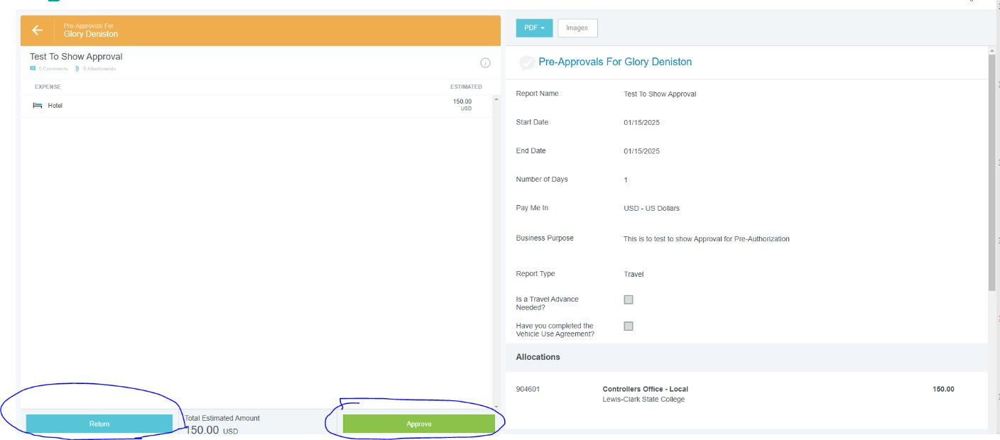 Pre-Approvals For
Glory Deniston
Test To Show Approval
0 Comments 0 Attachments
EXPENSE ESTIMATED
Hotel 150.00
USD
Return
Total Estimated Amount
150.00 USD
Approve
PDF Images
Pre-Approvals For Glory Deniston
Report Name Test To Show Approval
Start Date 01/15/2025
End Date 01/15/2025
Number of Days 1
Pay Me In USD - US Dollars
Business Purpose This is to test to show Approval for Pre-Authorization
Report Type Travel
Is a Travel Advance
Needed?
Have you completed the
Vehicle Use Agreement?
Allocations
904601 Controllers Office - Local 150.00
Lewis-Clark State College